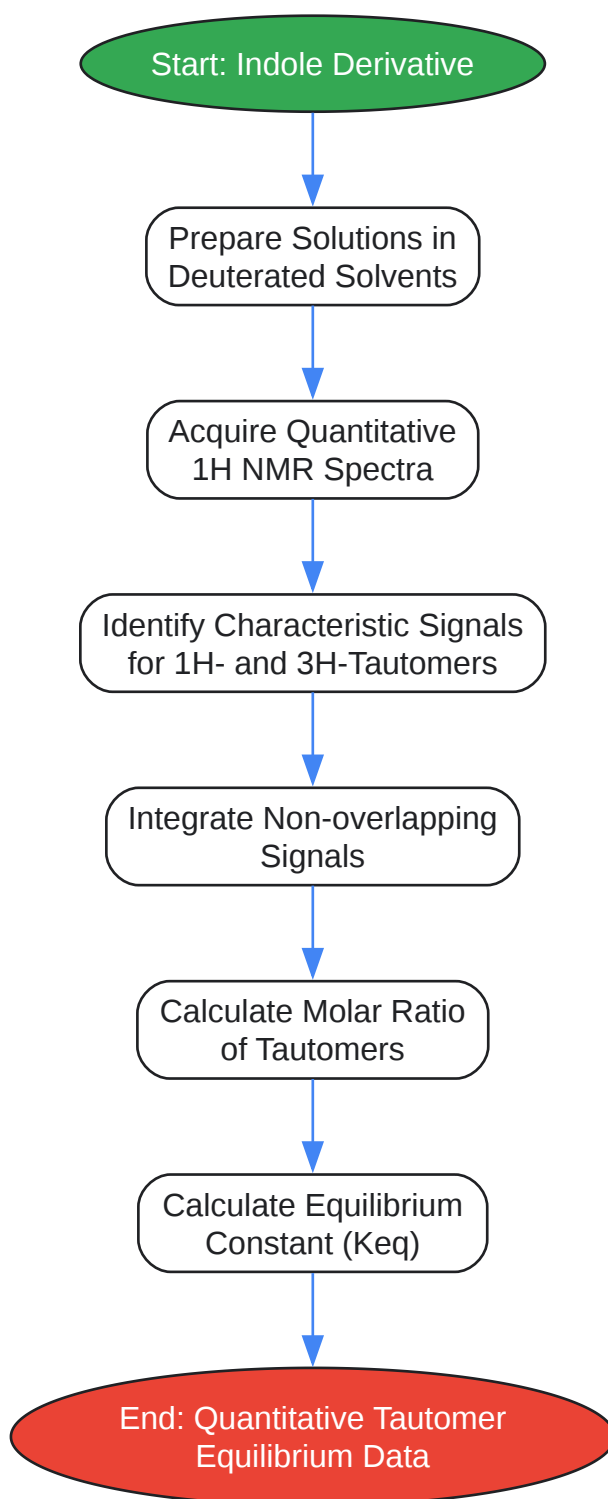 Start: Indole Derivative
Prepare Solutions in
Deuterated Solvents
Acquire Quantitative
1H NMR Spectra
Identify Characteristic Signals
for 1H- and 3H-Tautomers
Integrate Non-overlapping
Signals
Calculate Molar Ratio
of Tautomers
Calculate Equilibrium
Constant (Keq)
End: Quantitative Tautomer
Equilibrium Data